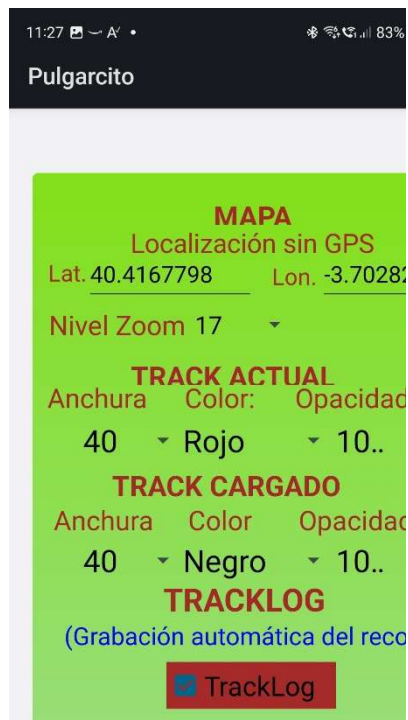 11:27 83%
Pulgarcito
MAPA
Localización sin GPS
Lat. 40.4167798 Lon. -3.70282
Nivel Zoom 17
TRACK ACTUAL
Anchura Color: Opacidad
40 Rojo 10..
TRACK CARGADO
Anchura Color Opacidad
40 Negro 10..
TRACKLOG
(Grabación automática del reco
TrackLog